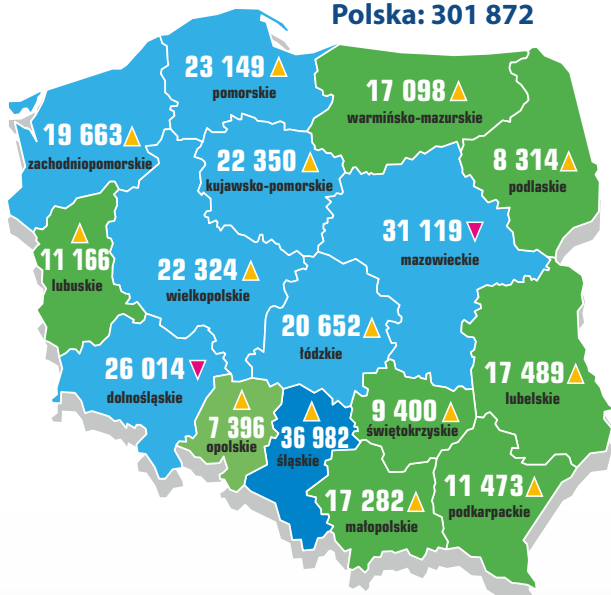 Polska: 301 872
23 149
pomorskie
17 098
warmińsko-mazurskie
19 663
zachodniopomorskie
22 350
kujawsko-pomorskie
8 314
podlaskie
11 166
lubuskie
22 324
wielkopolskie
31 119
mazowieckie
20 652
łódzkie
26 014
dolnośląskie
17 489
lubelskie
7 396
opolskie
36 982
śląskie
9 400
świętokrzyskie
17 282
małopolskie
11 473
podkarpackie